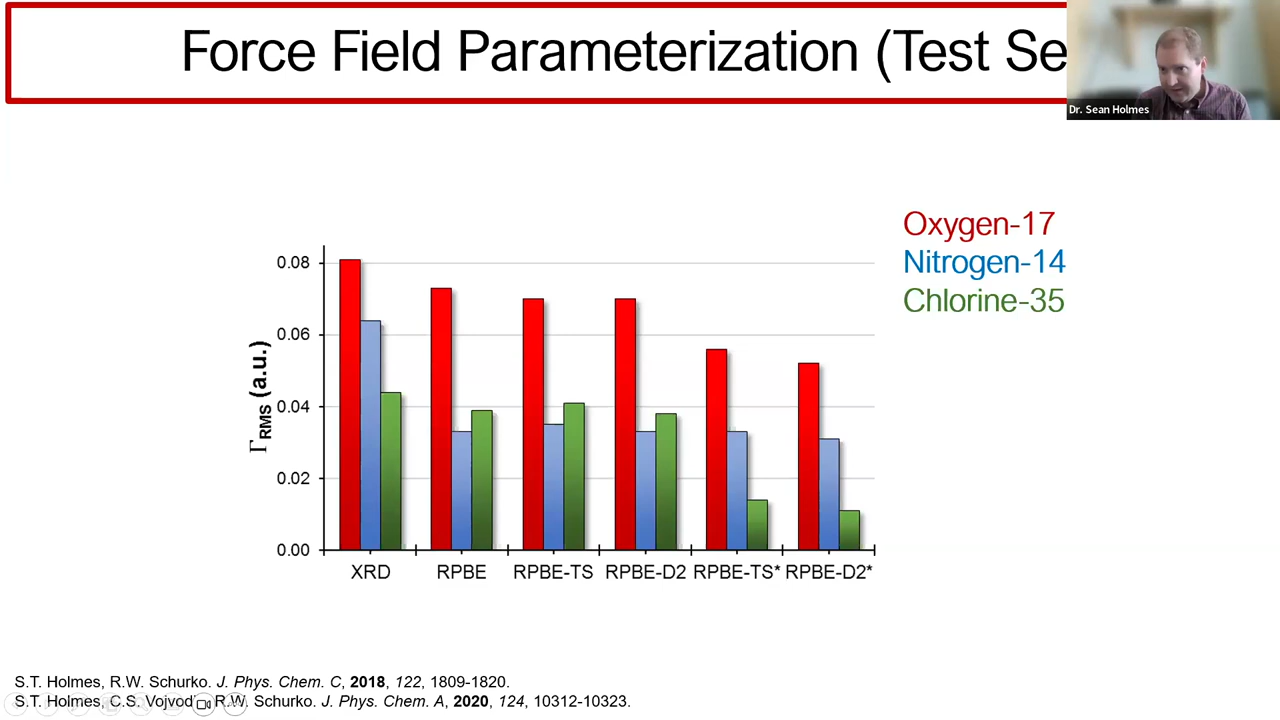 Force Field Parameterization (Test Se
Dr. Sean Holmes
Oxygen-17
Nitrogen-14
Chlorine-35
0.08
0.06
0.04
0.02
0.00
ΓRMS (a.u.)
XRD RPBE RPBE-TS RPBE-D2 RPBE-TS* RPBE-D2*
S.T. Holmes, R.W. Schurko. J. Phys. Chem. C, 2018, 122, 1809-1820.
S.T. Holmes, C.S. Vojvod R.W. Schurko. J. Phys. Chem. A, 2020, 124, 10312-10323.